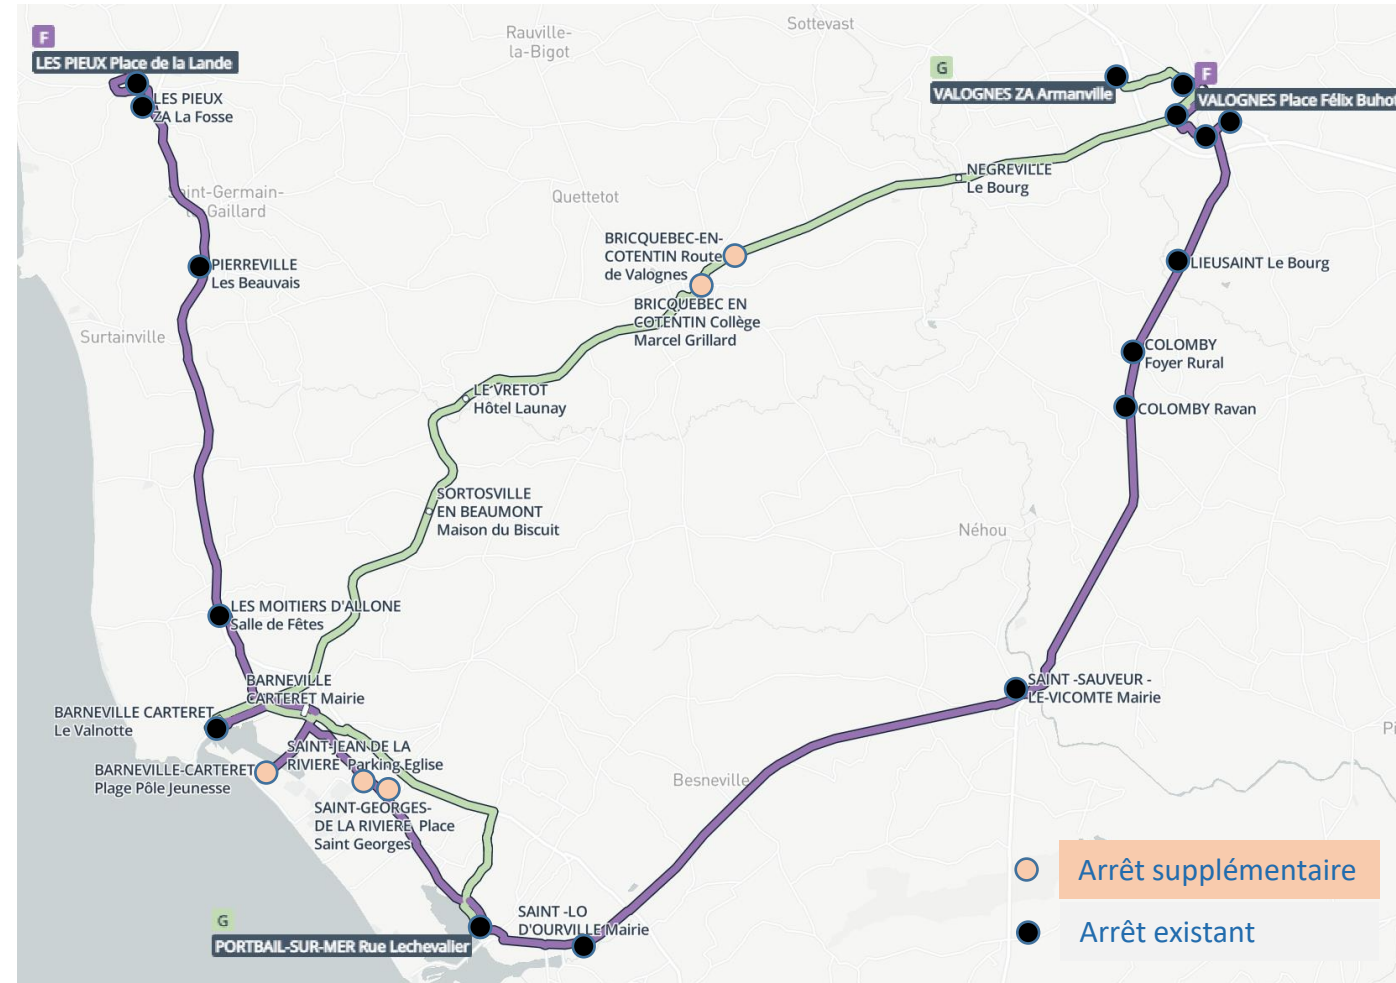 Sottevast
Rauville-
la-Bigot
F
LES PIEUX Place de la Lande
G
VALOGNES ZA Armanville
F
VALOGNES Place Félix Buhot
LES PIEUX
ZA La Fosse
NEGREVILLE
Le Bourg
Saint-Germain-
le-Gaillard
Quettetot
BRICQUEBEC-EN-
COTENTIN Route
de Valognes
PIERREVILLE
Les Beauvais
LIEUSAINT Le Bourg
BRICQUEBEC EN
COTENTIN Collège
Marcel Grillard
Surtainville
COLOMBY
Foyer Rural
LE VRETOT
Hôtel Launay
COLOMBY Ravan
SORTOSVILLE
EN BEAUMONT
Maison du Biscuit
Néhou
LES MOITIERS D'ALLONE
Salle de Fêtes
BARNEVILLE
CARTERET Mairie
SAINT -SAUVEUR -
LE-VICOMTE Mairie
BARNEVILLE CARTERET
Le Valnotte
SAINT-JEAN DE LA
RIVIERE Parking Eglise
BARNEVILLE-CARTERET
Plage Pôle Jeunesse
Besneville
SAINT-GEORGES-
DE LA RIVIERE Place
Saint Georges
Arrêt supplémentaire
G
PORTBAIL-SUR-MER Rue Lechevalier
SAINT -LO
D'OURVILLE Mairie
Arrêt existant